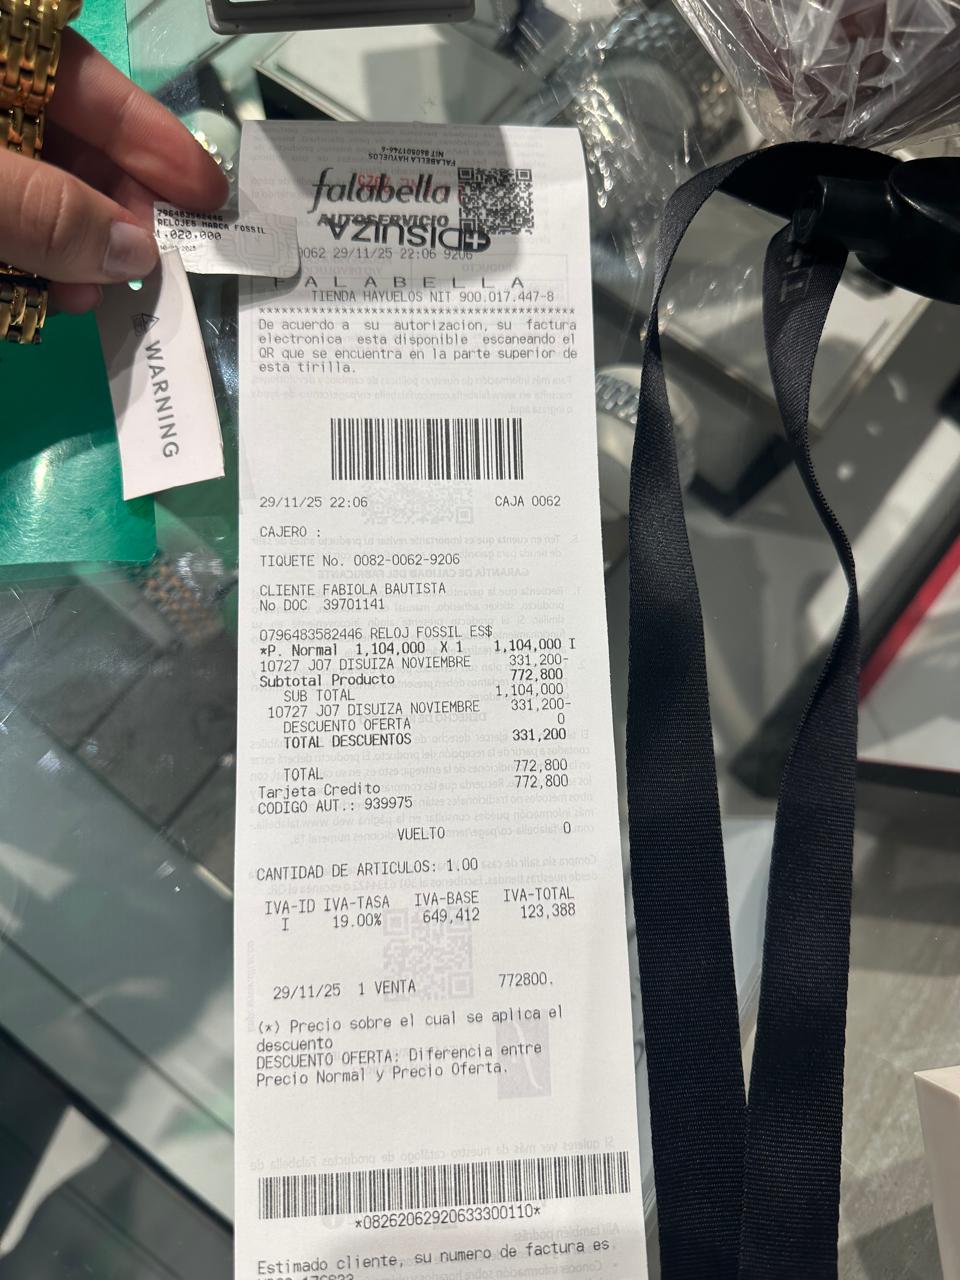 FALABELLA HAYUELOS
NIT 860501746-6
falabella
AUTOSERVICIO
DISUIZA
0062 29/11/25 22:06 9206
FALABELLA
TIENDA HAYUELOS NIT 900.017.447-8
****************************************
De acuerdo a su autorizacion, su factura
electronica esta disponible escaneando el
QR que se encuentra en la parte superior de
esta tirilla.
29/11/25 22:06 CAJA 0062
CAJERO :
TIQUETE No. 0082-0062-9206
CLIENTE FABIOLA BAUTISTA
No DOC 39701141
0796483582446 RELOJ FOSSIL ES$
*P. Normal 1,104,000 X 1 1,104,000 I
10727 J07 DISUIZA NOVIEMBRE 331,200-
Subtotal Producto 772,800
SUB TOTAL 1,104,000
10727 J07 DISUIZA NOVIEMBRE 331,200-
DESCUENTO OFERTA 0
TOTAL DESCUENTOS 331,200
TOTAL 772,800
Tarjeta Credito 772,800
CODIGO AUT.: 939975
VUELTO 0
CANTIDAD DE ARTICULOS: 1.00
IVA-ID IVA-TASA IVA-BASE IVA-TOTAL
I 19.00% 649,412 123,388
29/11/25 1 VENTA 772800.
(*) Precio sobre el cual se aplica el
descuento
DESCUENTO OFERTA: Diferencia entre
Precio Normal y Precio Oferta.
*08262062920633300110*
Estimado cliente, su numero de factura es
796483582446
RELOJES MARCA FOSSIL
1.020,000
WARNING